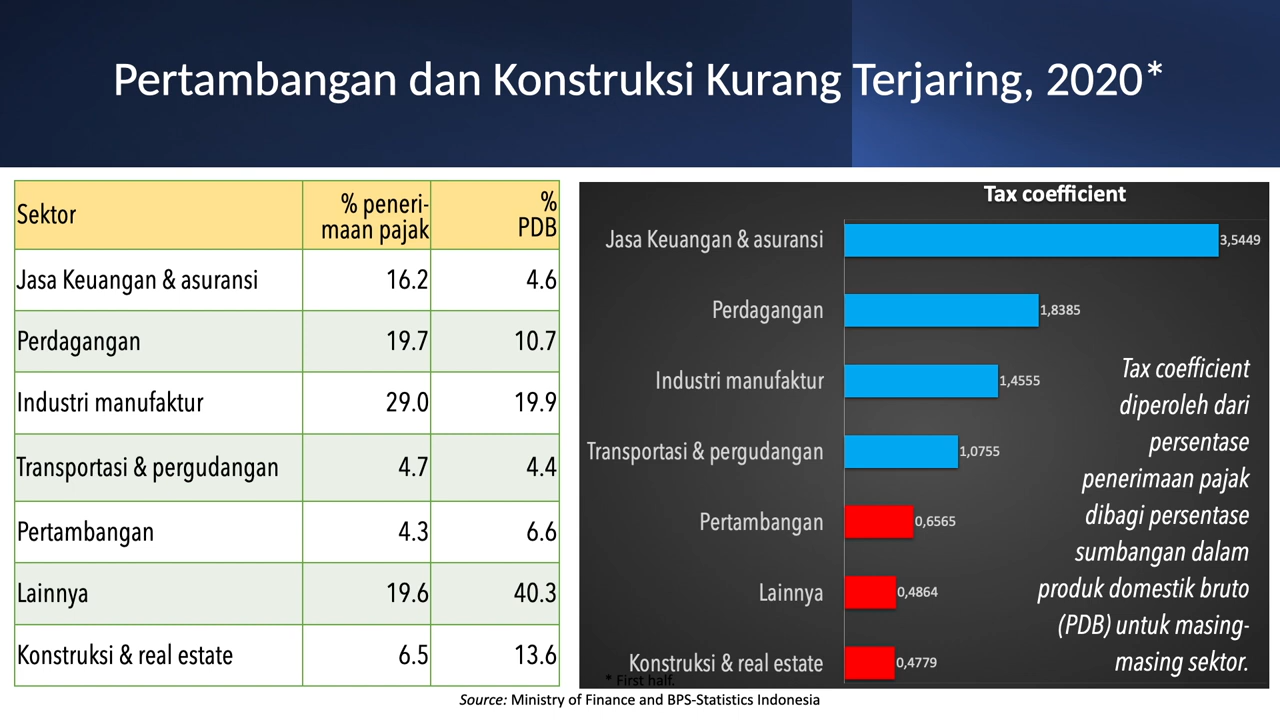 Pertambangan dan Konstruksi Kurang Terjaring, 2020*
Sektor
% peneri-
maan pajak
%
PDB
Jasa Keuangan & asuransi 16.2 4.6
Perdagangan 19.7 10.7
Industri manufaktur 29.0 19.9
Transportasi & pergudangan 4.7 4.4
Pertambangan 4.3 6.6
Lainnya 19.6 40.3
Konstruksi & real estate 6.5 13.6
Tax coefficient
Jasa Keuangan & asuransi 3,5449
Perdagangan 1,8385
Industri manufaktur 1,4555
Transportasi & pergudangan 1,0755
Pertambangan 0,6565
Lainnya 0,4864
Konstruksi & real estate 0,4779
Tax coefficient
diperoleh dari
persentase
penerimaan pajak
dibagi persentase
sumbangan dalam
produk domestik bruto
(PDB) untuk masing-
masing sektor.
* First half.
Source: Ministry of Finance and BPS-Statistics Indonesia